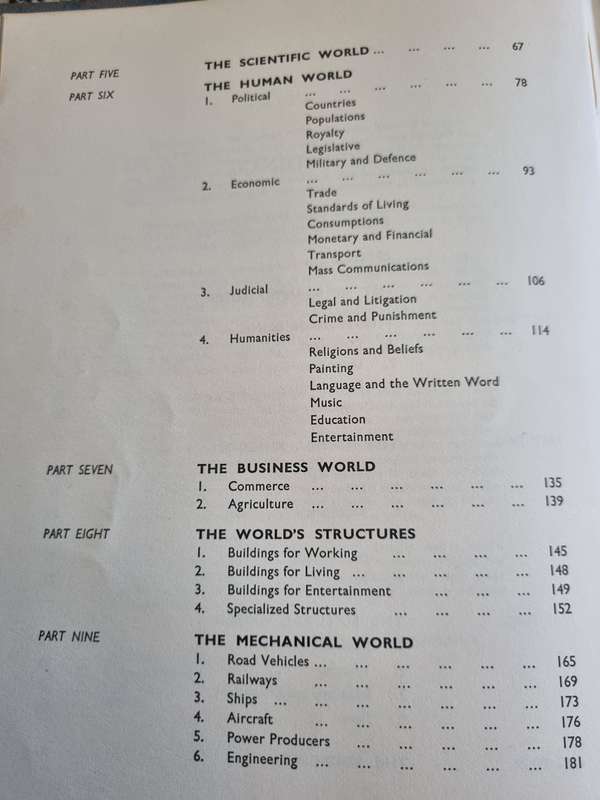 PART FIVE THE SCIENTIFIC WORLD ... ... ... ... 67
PART SIX THE HUMAN WORLD
1. Political ... ... ... ... ... ... 78
Countries
Populations
Royalty
Legislative
Military and Defence
2. Economic ... ... ... ... ... ... 93
Trade
Standards of Living
Consumptions
Monetary and Financial
Transport
Mass Communications
3. Judicial ... ... ... ... ... ... 106
Legal and Litigation
Crime and Punishment
4. Humanities ... ... ... ... ... ... 114
Religions and Beliefs
Painting
Language and the Written Word
Music
Education
Entertainment
PART SEVEN THE BUSINESS WORLD
1. Commerce ... ... ... ... ... ... 135
2. Agriculture ... ... ... ... ... ... 139
PART EIGHT THE WORLD'S STRUCTURES
1. Buildings for Working ... ... ... ... 145
2. Buildings for Living ... ... ... ... ... 148
3. Buildings for Entertainment ... ... ... 149
4. Specialized Structures ... ... ... ... 152
PART NINE THE MECHANICAL WORLD
1. Road Vehicles ... ... ... ... ... ... 165
2. Railways ... ... ... ... ... ... 169
3. Ships ... ... ... ... ... ... ... 173
4. Aircraft ... ... ... ... ... ... 176
5. Power Producers ... ... ... ... ... 178
6. Engineering ... ... ... ... ... ... 181